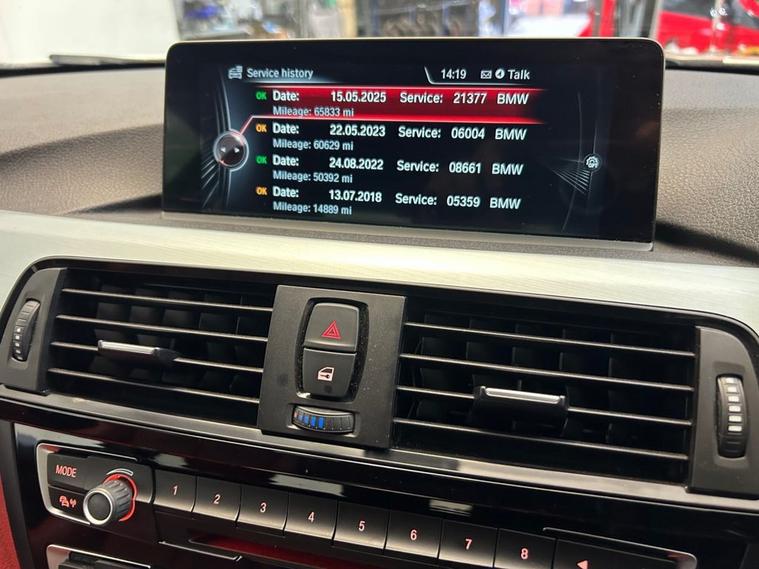 Service history 14:19 Talk
OK Date: 15.05.2025 Service: 21377 BMW
Mileage: 65833 mi
OK Date: 22.05.2023 Service: 06004 BMW
Mileage: 60629 mi
OK Date: 24.08.2022 Service: 08661 BMW
Mileage: 50392 mi
OK Date: 13.07.2018 Service: 05359 BMW
Mileage: 14889 mi
MODE
1 2 3 4 5 6 7 8